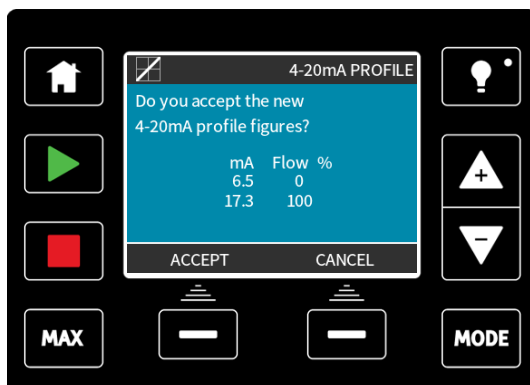 4-20mA PROFILE
Do you accept the new
4-20mA profile figures?
mA Flow %
6.5 0
17.3 100
ACCEPT CANCEL
MAX MODE